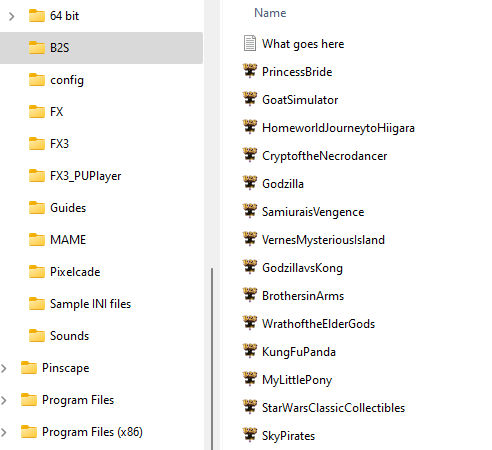 64 bit
B2S
config
FX
FX3
FX3_PUPlayer
Guides
MAME
Pixelcade
Sample INI files
Sounds
Pinscape
Program Files
Program Files (x86)
Name
What goes here
PrincessBride
GoatSimulator
HomeworldJourneytoHiigara
CryptoftheNecrodancer
Godzilla
SamiuraisVengence
VernesMysteriousIsland
GodzillavsKong
BrothersinArms
WrathoftheElderGods
KungFuPanda
MyLittlePony
StarWarsClassicCollectibles
SkyPirates